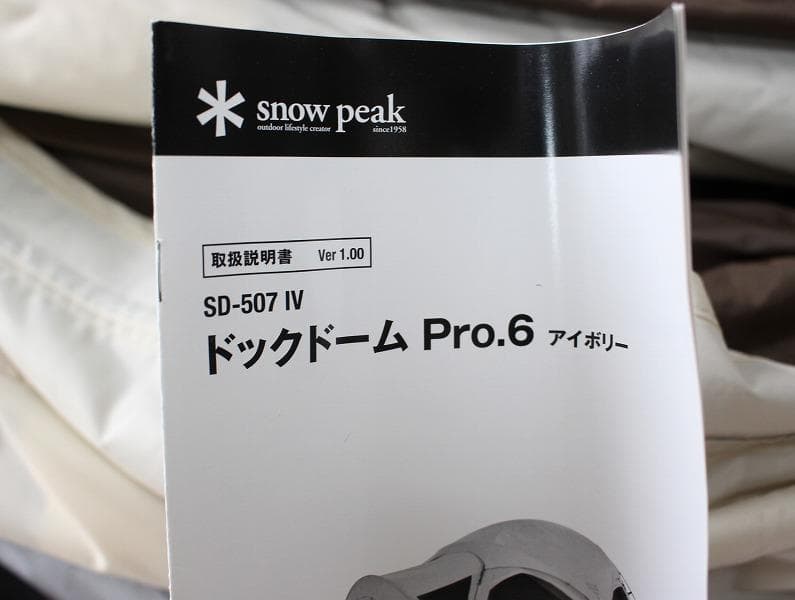 snow peak
outdoor lifestyle creator since1958
取扱説明書 Ver 1.00
SD-507 IV
ドックドーム Pro.6 アイボリー